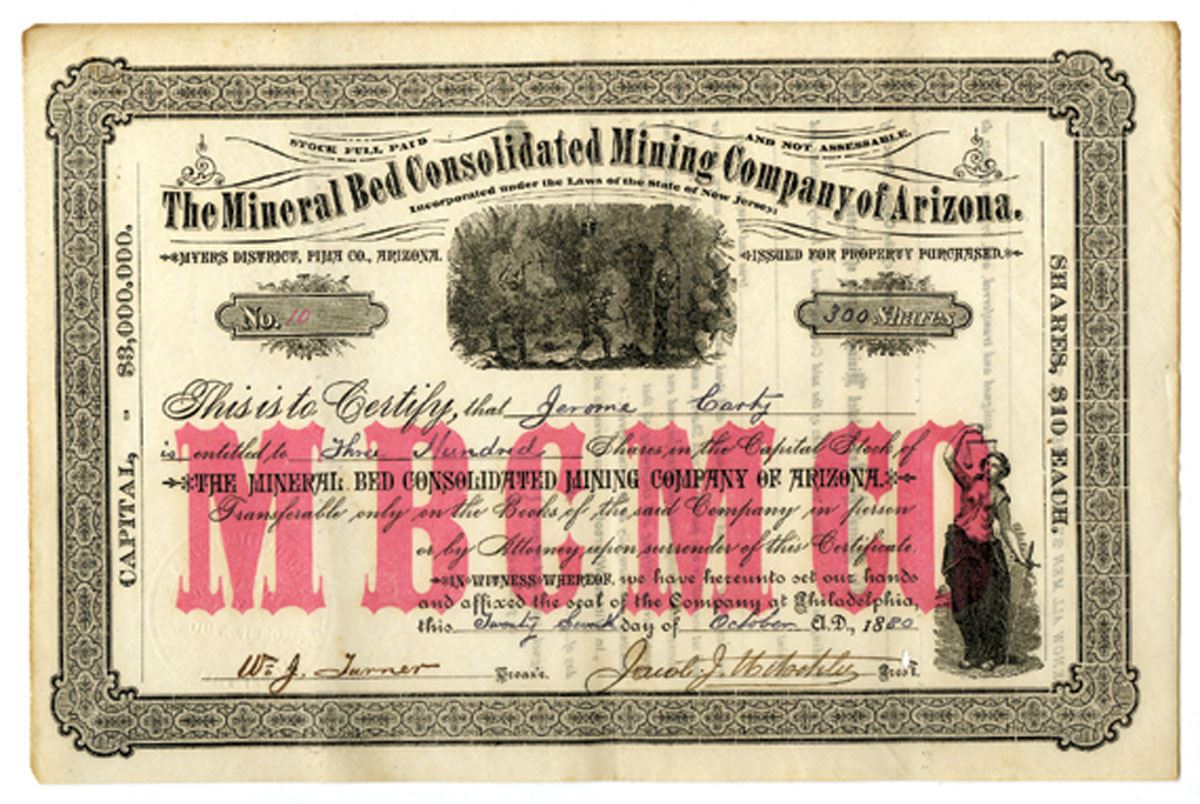 STOCK FULL PAID AND NOT ASSESSABLE.
The Mineral Bed Consolidated Mining Company of Arizona.
Incorporated under the Laws of the State of New Jersey:
MYERS DISTRICT, PIMA CO., ARIZONA.
ISSUED FOR PROPERTY PURCHASED.
No. 10
300 Shares
CAPITAL, - $3,000,000.
SHARES, $10 EACH.
This is to Certify, that Jerome Carty
is entitled to Three Hundred Shares in the Capital Stock of
THE MINERAL BED CONSOLIDATED MINING COMPANY OF ARIZONA.
Transferable only on the Books of the said Company in person
or by Attorney upon surrender of this Certificate.
IN WITNESS WHEREOF, we have hereunto set our hands
and affixed the seal of the Company at Philadelphia,
this Twenty Seventh day of October A.D., 1880
MBCMCO
Wm J. Turner Treas'r.
Jacob J. Pres't.